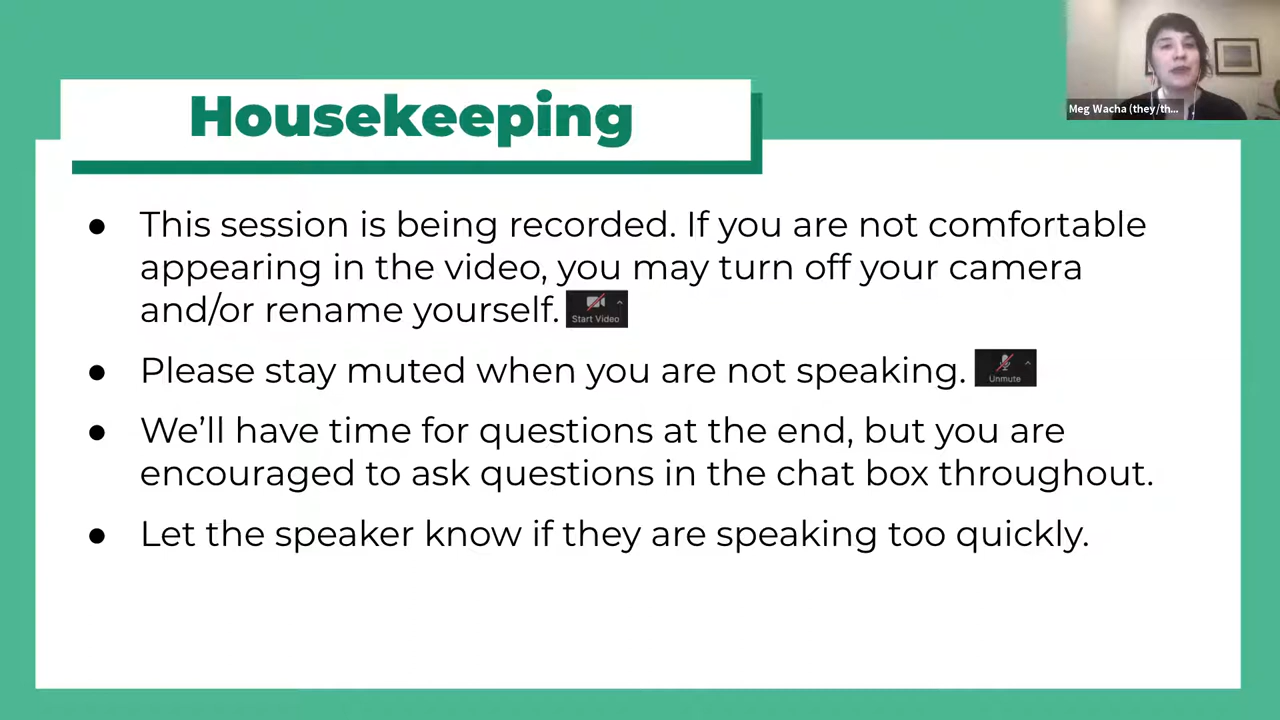 Housekeeping
Meg Wacha (they/th...
● This session is being recorded. If you are not comfortable
appearing in the video, you may turn off your camera
and/or rename yourself.
Start Video
● Please stay muted when you are not speaking.
Unmute
● We’ll have time for questions at the end, but you are
encouraged to ask questions in the chat box throughout.
● Let the speaker know if they are speaking too quickly.